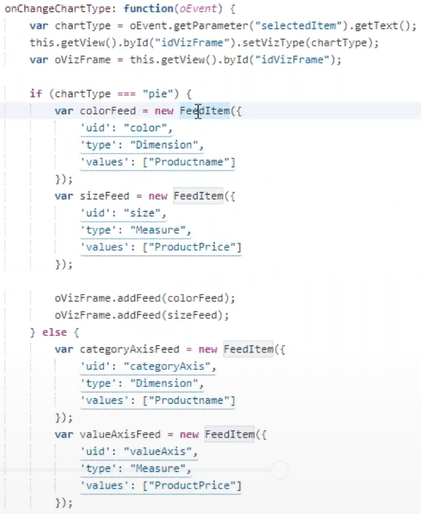 onChangeChartType: function(oEvent) {
var chartType = oEvent.getParameter("selectedItem").getText();
this.getView().byId("idVizFrame").setVizType(chartType);
var oVizFrame = this.getView().byId("idVizFrame");
if (chartType === "pie") {
var colorFeed = new FeedItem({
'uid': "color",
'type': "Dimension",
'values': ["Productname"]
});
var sizeFeed = new FeedItem({
'uid': "size",
'type': "Measure",
'values': ["ProductPrice"]
});
oVizFrame.addFeed(colorFeed);
oVizFrame.addFeed(sizeFeed);
} else {
var categoryAxisFeed = new FeedItem({
'uid': "categoryAxis",
'type': "Dimension",
'values': ["Productname"]
});
var valueAxisFeed = new FeedItem({
'uid': "valueAxis",
'type': "Measure",
'values': ["ProductPrice"]
});